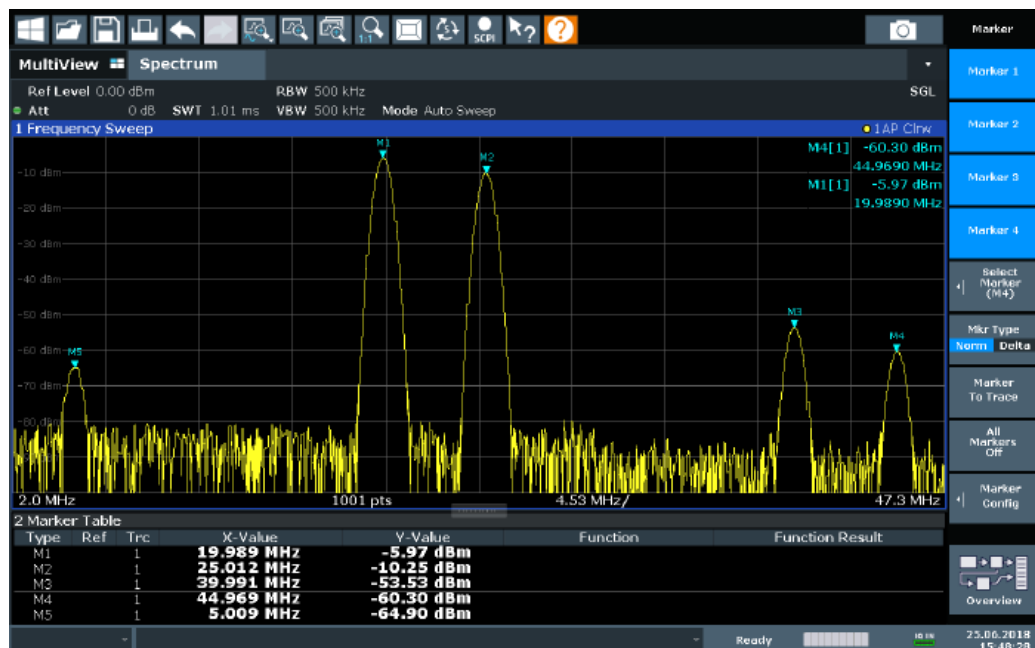 1:1
SCPI
?
?
Marker
MultiView Spectrum
Ref Level 0.00 dBm RBW 500 kHz SGL
Att 0 dB SWT 1.01 ms VBW 500 kHz Mode Auto Sweep
1 Frequency Sweep 1AP Clrw
M4[1] -60.30 dBm
44.9690 MHz
M1[1] -5.97 dBm
19.9890 MHz
M1
M2
-10 dBm
-20 dBm
-30 dBm
-40 dBm
-50 dBm
M3
M4
-60 dBm
M5
-70 dBm
-80 dBm
2.0 MHz 1001 pts 4.53 MHz/ 47.3 MHz
2 Marker Table
Type Ref Trc X-Value Y-Value Function Function Result
M1 1 19.989 MHz -5.97 dBm
M2 1 25.012 MHz -10.25 dBm
M3 1 39.991 MHz -53.53 dBm
M4 1 44.969 MHz -60.30 dBm
M5 1 5.009 MHz -64.90 dBm
Marker 1
Marker 2
Marker 3
Marker 4
Select
Marker
(M4)
Mkr Type
Norm Delta
Marker
To Trace
All
Markers
Off
Marker
Config
Overview
Ready
25.06.2018
15:48:28